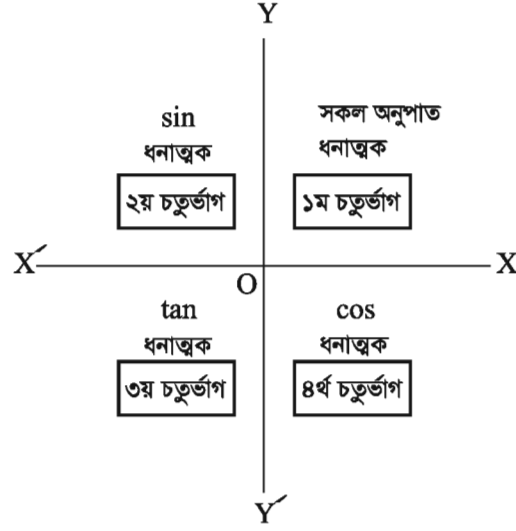 Y
sin
ধনাত্মক
২য় চতুর্ভাগ
সকল অনুপাত
ধনাত্মক
১ম চতুর্ভাগ
X′
O
X
tan
ধনাত্মক
৩য় চতুর্ভাগ
cos
ধনাত্মক
৪র্থ চতুর্ভাগ
Y′